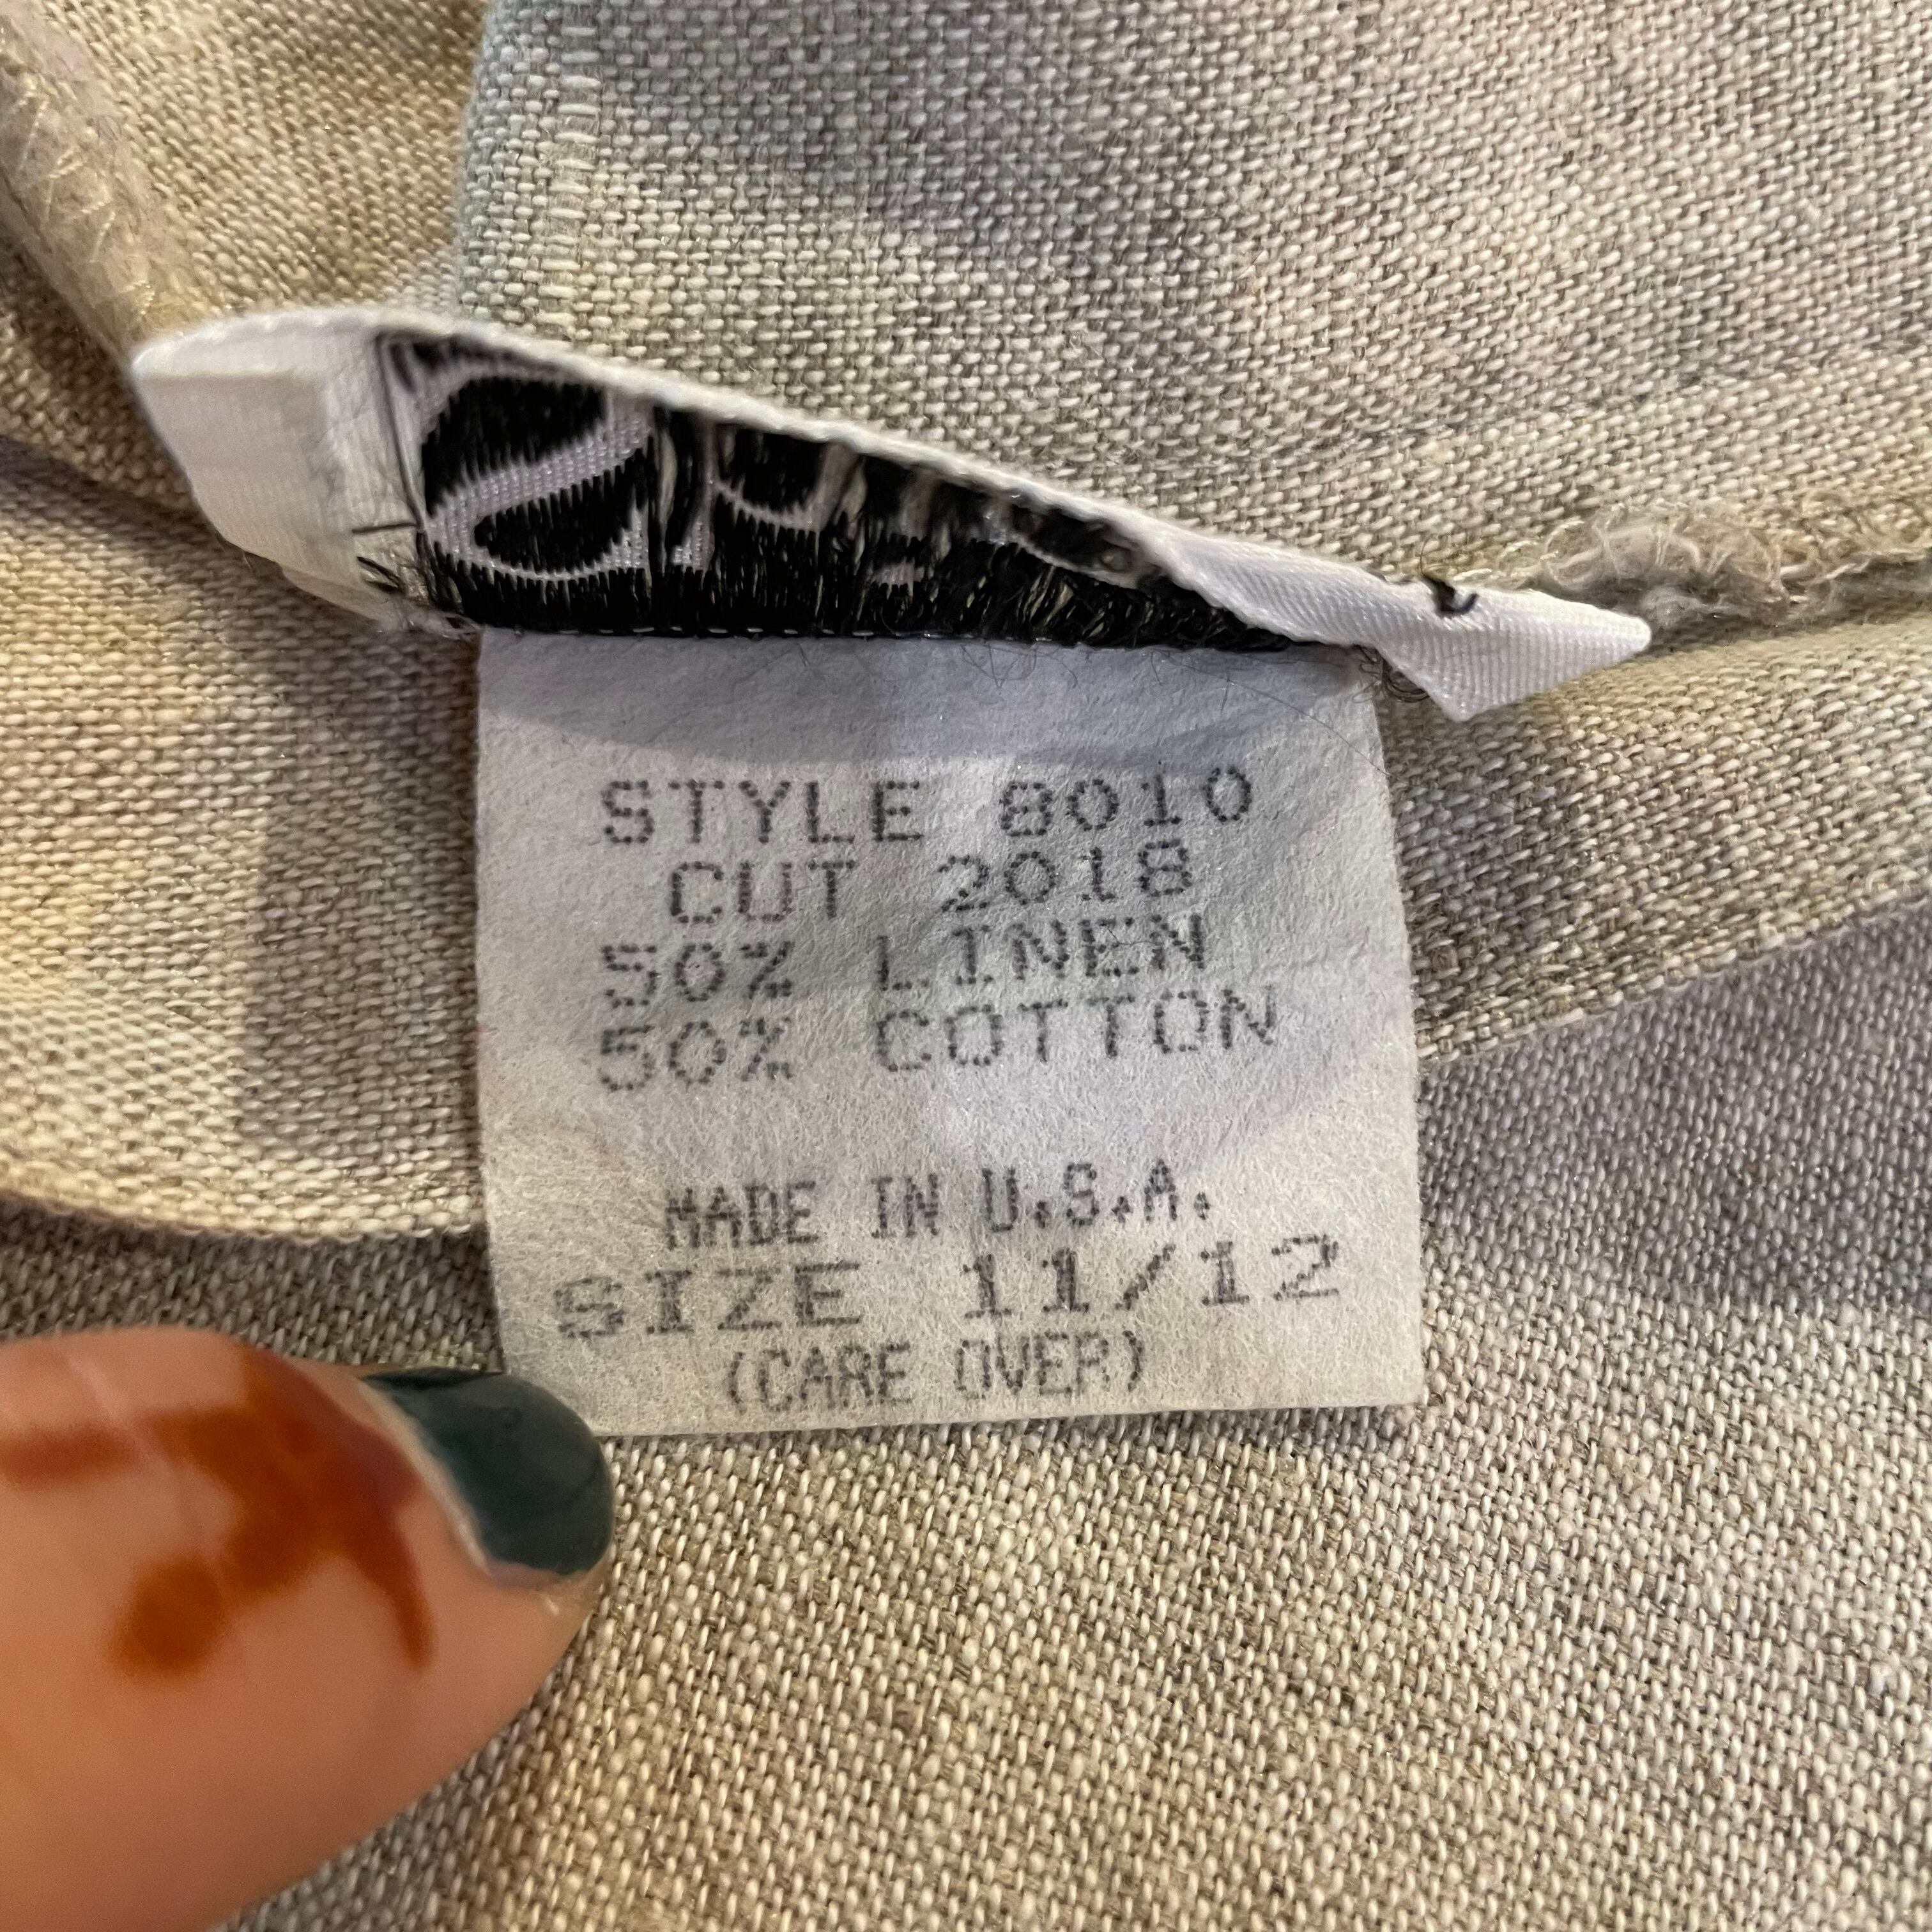 STYLE 8010
CUT 2018
50% LINEN
50% COTTON
MADE IN U.S.A.
SIZE 11/12
(CARE OVER)